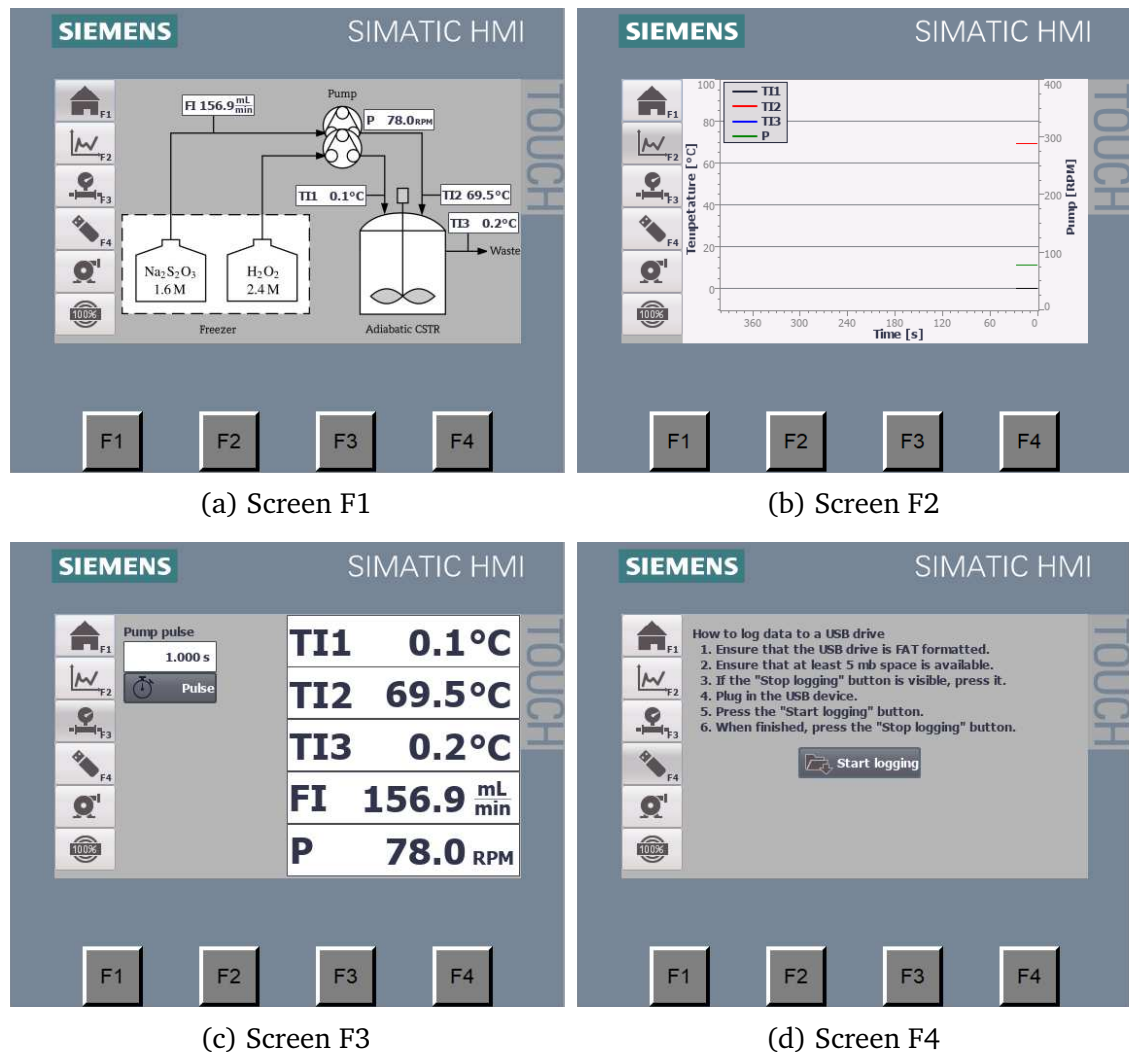 SIEMENS
SIMATIC HMI
TOUCH
F1
F2
F3
F4
100%
FI 156.9 mL/min
Pump
P 78.0 RPM
TI1 0.1°C
TI2 69.5°C
TI3 0.2°C
Waste
Na₂S₂O₃
1.6 M
H₂O₂
2.4 M
Freezer
Adiabatic CSTR
F1
F2
F3
F4
(a) Screen F1
SIEMENS
SIMATIC HMI
TOUCH
F1
F2
F3
F4
100%
TI1
TI2
TI3
P
Tempetature [°C]
100
80
60
40
20
0
400
300
200
100
0
Pump [RPM]
360 300 240 180 120 60 0
Time [s]
F1
F2
F3
F4
(b) Screen F2
SIEMENS
SIMATIC HMI
TOUCH
F1
F2
F3
F4
100%
Pump pulse
1.000 s
Pulse
TI1 0.1°C
TI2 69.5°C
TI3 0.2°C
FI 156.9 mL/min
P 78.0 RPM
F1
F2
F3
F4
(c) Screen F3
SIEMENS
SIMATIC HMI
TOUCH
F1
F2
F3
F4
100%
How to log data to a USB drive
1. Ensure that the USB drive is FAT formatted.
2. Ensure that at least 5 mb space is available.
3. If the "Stop logging" button is visible, press it.
4. Plug in the USB device.
5. Press the "Start logging" button.
6. When finished, press the "Stop logging" button.
Start logging
F1
F2
F3
F4
(d) Screen F4